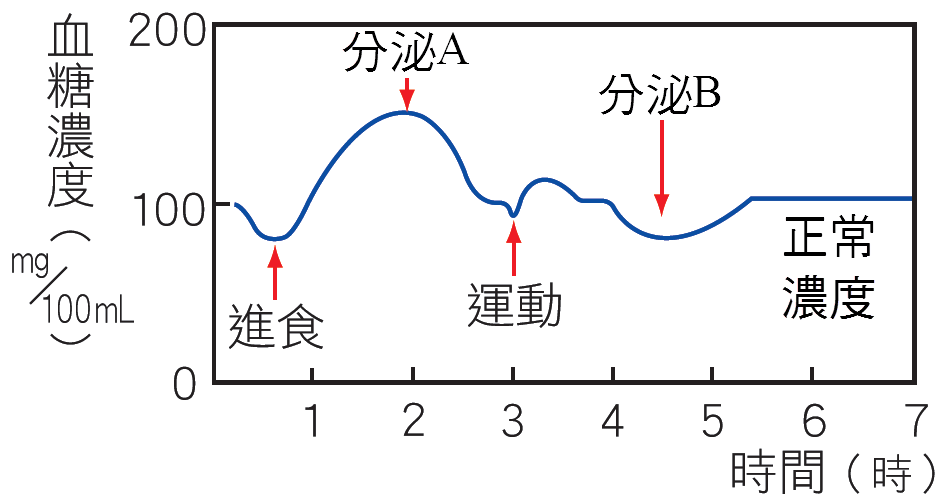 血糖濃度（mg/100mL）
200
100
0
分泌A
分泌B
進食
運動
正常
濃度
1 2 3 4 5 6 7
時間（時）